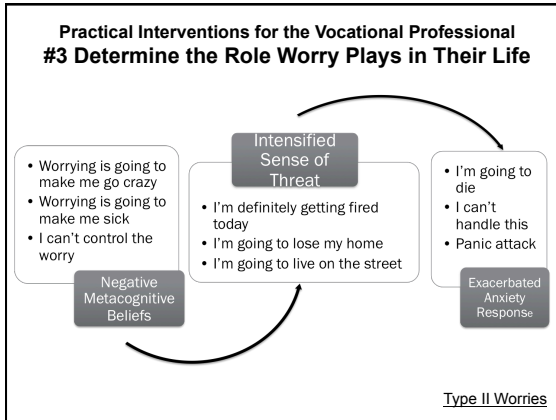 Practical Interventions for the Vocational Professional
#3 Determine the Role Worry Plays in Their Life
• Worrying is going to
make me go crazy
• Worrying is going to
make me sick
• I can't control the
worry
Negative
Metacognitive
Beliefs
Intensified
Sense of
Threat
• I'm definitely getting fired
today
• I'm going to lose my home
• I'm going to live on the street
• I'm going to
die
• I can't
handle this
• Panic attack
Exacerbated
Anxiety
Response
Type II Worries